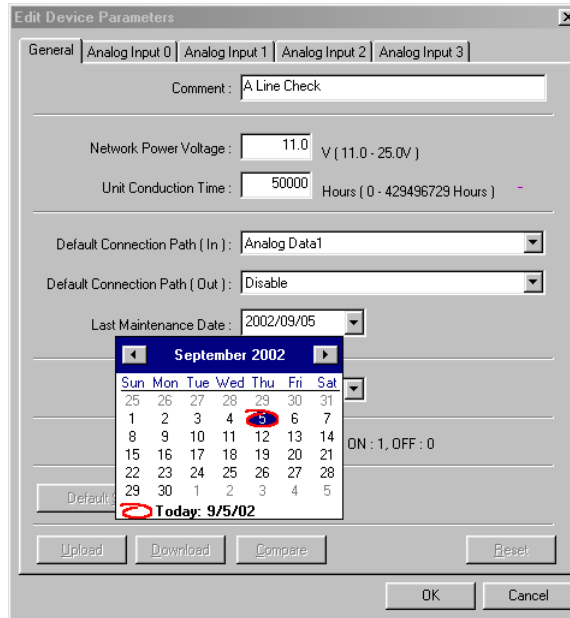 Edit Device Parameters
General Analog Input 0 Analog Input 1 Analog Input 2 Analog Input 3
Comment : A Line Check
Network Power Voltage : 11.0 V ( 11.0 - 25.0V )
Unit Conduction Time : 50000 Hours ( 0 - 429496729 Hours ) -
Default Connection Path ( In ) : Analog Data1
Default Connection Path ( Out ) : Disable
Last Maintenance Date : 2002/09/05
September 2002
Sun Mon Tue Wed Thu Fri Sat
25 26 27 28 29 30 31
1 2 3 4 5 6 7
8 9 10 11 12 13 14
ON : 1, OFF : 0
15 16 17 18 19 20 21
22 23 24 25 26 27 28
29 30 1 2 3 4 5
Default
Today: 9/5/02
Upload Download Compare Reset
OK Cancel